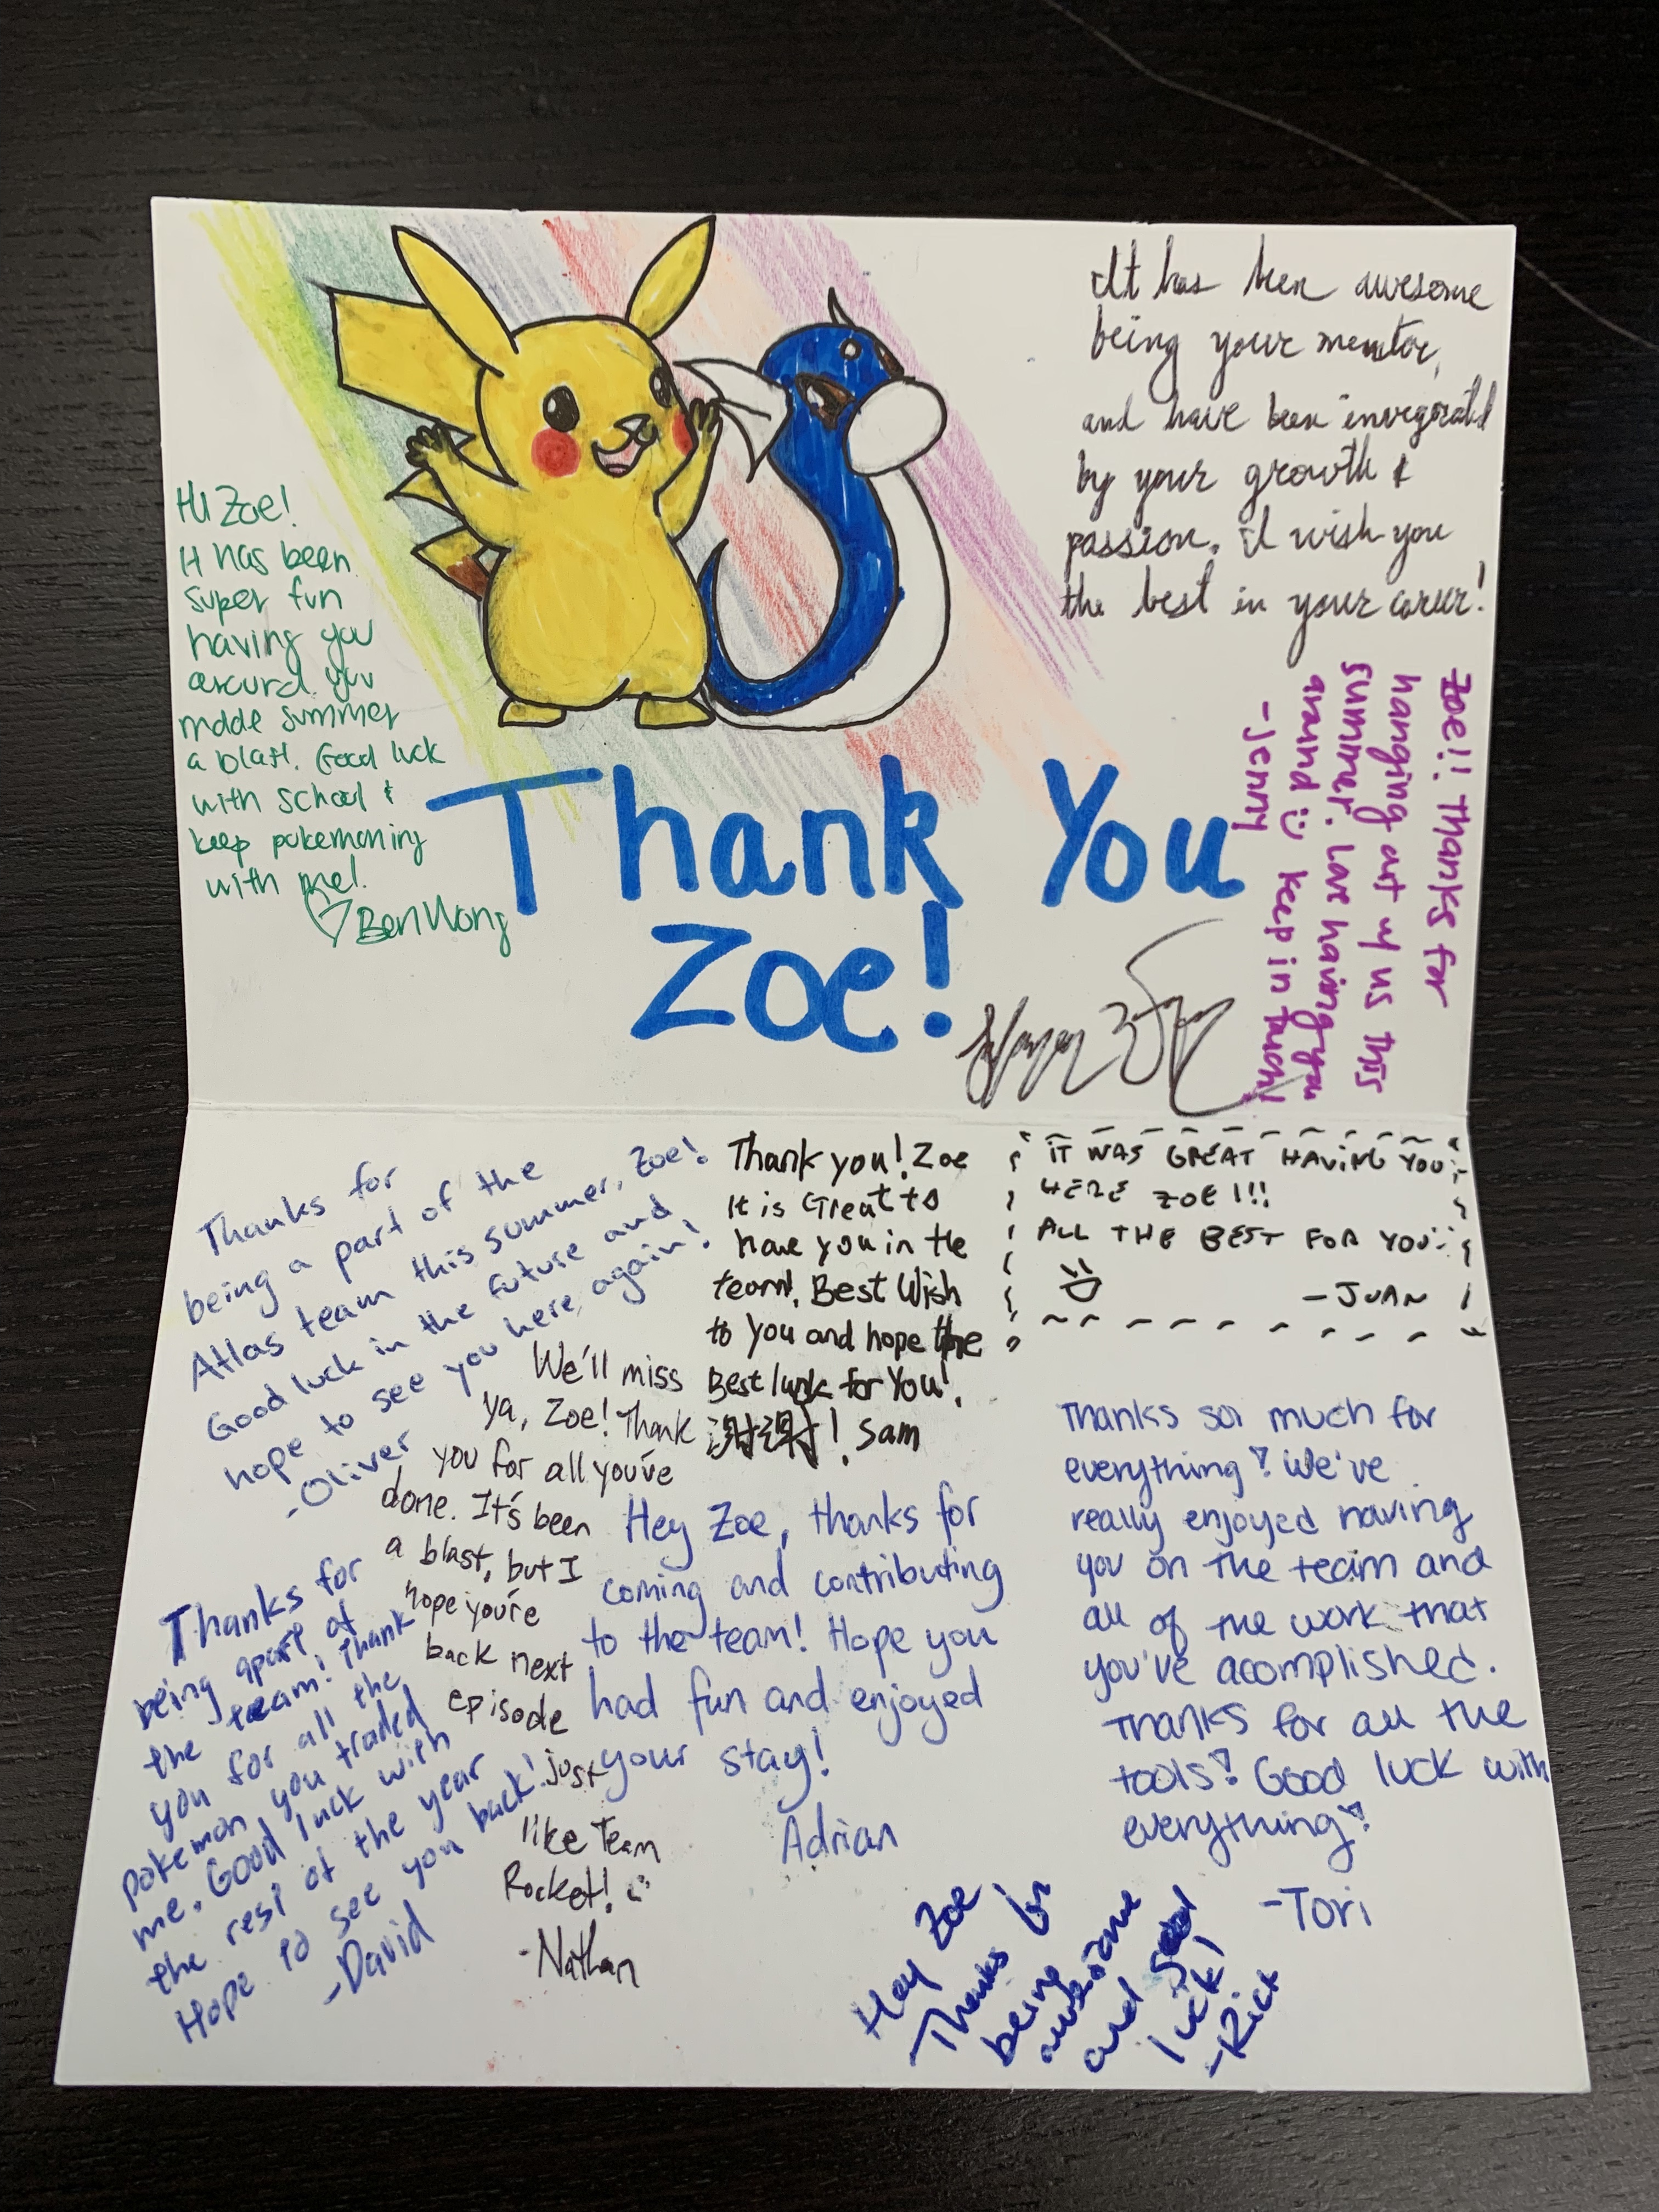 Hi Zoe!
It has been
super fun
having you
around. you
made summer
a blast. Good luck
with school &
keep pokemoning
with me!
♡ Ben Wong
It has been awesome
being your mentor,
and have been invegorated
by your growth &
passion. I wish you
the best in your career!
Zoe!! Thanks for
hanging out w/ us this
summer. Love having you
around :) keep in touch!
-Jenny
Thank You
Zoe!
Thanks for
being a part of the
Atlas team this summer, Zoe!
Good luck in the future and
hope to see you here again!
-Oliver
Thank you! Zoe
It is Great to
have you in the
team! Best Wish
to you and hope the
Best luck for You!
谢谢! Sam
IT WAS GREAT HAVING YOU
HERE ZOE!!!
ALL THE BEST FOR YOU
-JUAN
We'll miss
ya, Zoe! Thank
you for all you've
done. It's been
a blast, but I
hope you're
back next
episode
just
like Team
Rocket! :)
-Nathan
Thanks for
being apart of
the team! Thank
you for all the
pokemon you traded
me. Good luck with
the rest of the year
Hope to see you back!
-David
Hey Zoe, thanks for
coming and contributing
to the team! Hope you
had fun and enjoyed
your stay!
Adrian
Thanks so much for
everything! We've
really enjoyed having
you on the team and
all of the work that
you've acomplished.
Thanks for all the
tools! Good luck with
everything!
-Tori
Hey Zoe
Thanks for
being
awesome
and good
luck!
-Rick